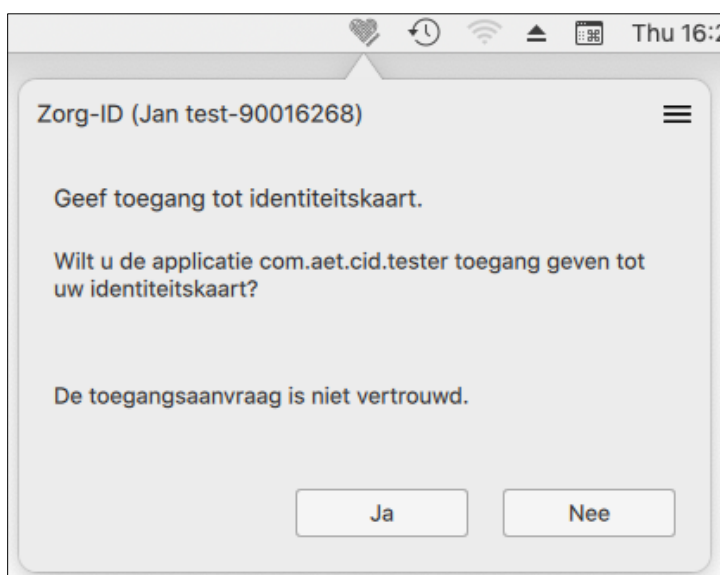 Thu 16:2
Zorg-ID (Jan test-90016268)
Geef toegang tot identiteitskaart.
Wilt u de applicatie com.aet.cid.tester toegang geven tot
uw identiteitskaart?
De toegangsaanvraag is niet vertrouwd.
Ja
Nee